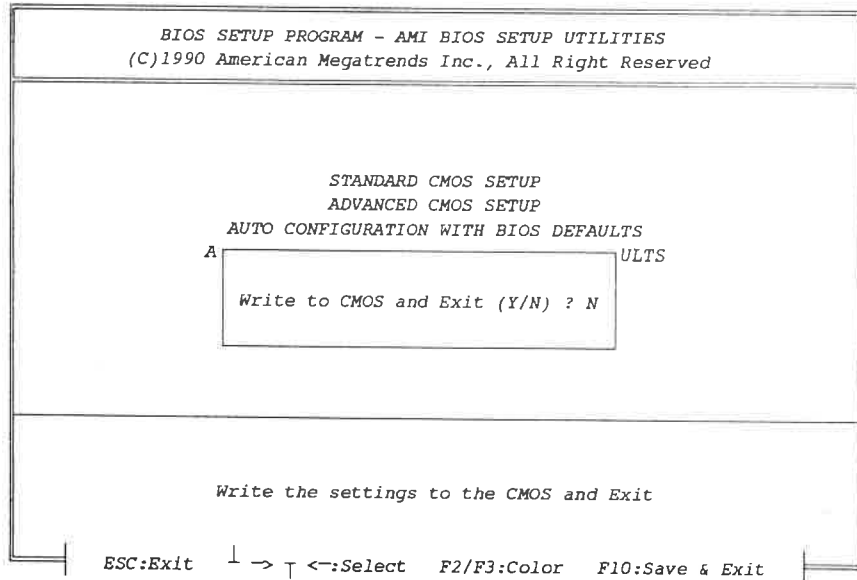 BIOS SETUP PROGRAM - AMI BIOS SETUP UTILITIES
(C)1990 American Megatrends Inc., All Right Reserved
STANDARD CMOS SETUP
ADVANCED CMOS SETUP
AUTO CONFIGURATION WITH BIOS DEFAULTS
A ULTS
Write to CMOS and Exit (Y/N) ? N
Write the settings to the CMOS and Exit
ESC:Exit ┴ -> ┬ <-:Select F2/F3:Color F10:Save & Exit